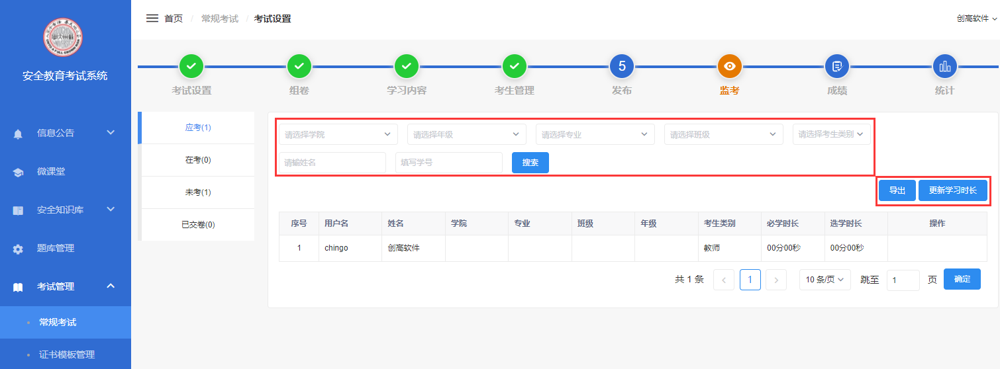 首页 / 常规考试 / 考试设置
创高软件
安全教育考试系统
信息公告
微课堂
安全知识库
题库管理
考试管理
常规考试
证书模板管理
考试设置
组卷
学习内容
考生管理
5
发布
监考
成绩
统计
应考(1)
在考(0)
未考(1)
已交卷(0)
请选择学院 请选择年级 请选择专业 请选择班级 请选择考生类别
请输姓名 填写学号 搜索
导出 更新学习时长
序号 用户名 姓名 学院 专业 班级 年级 考生类别 必学时长 选学时长 操作
1 chingo 创高软件 教师 00分00秒 00分00秒
共 1 条 < 1 > 10 条/页 跳至 1 页 确定